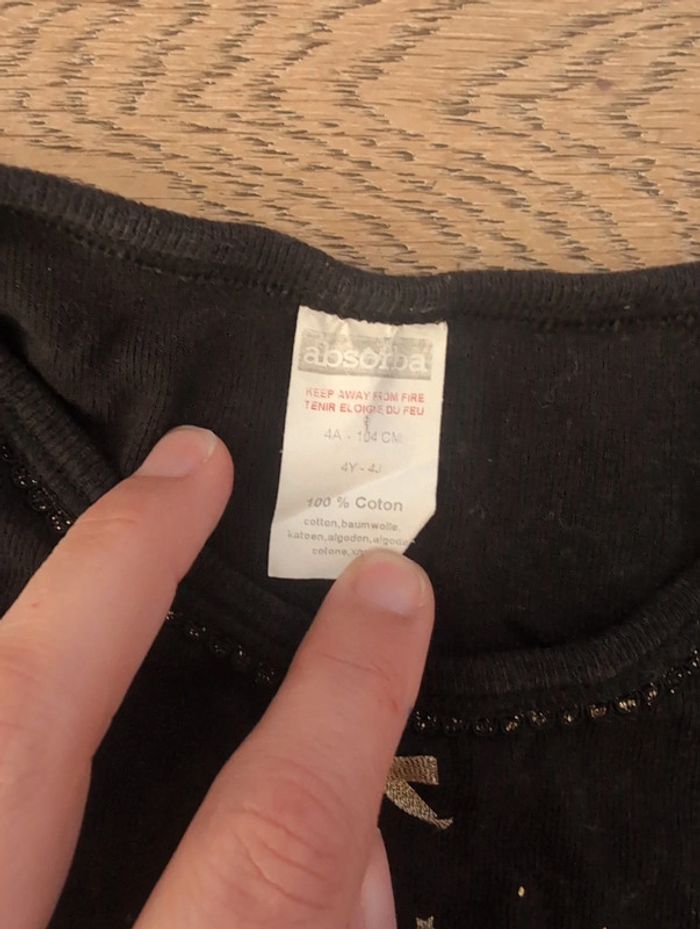 absorba
KEEP AWAY FROM FIRE
TENIR ELOIGNE DU FEU
4A - 104 CM
4Y - 4J
100 % Coton
cotton,baumwolle,
katoen,algodon,
cotone,